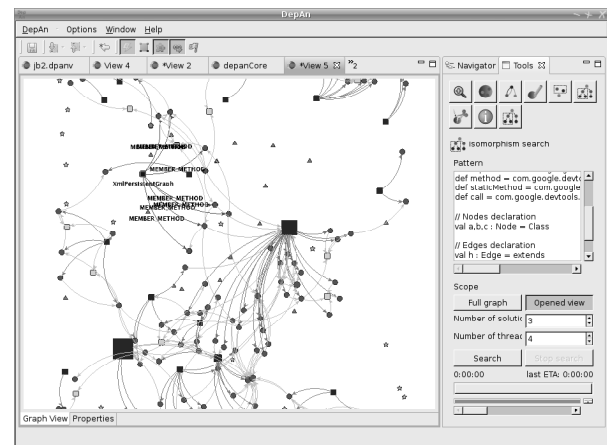 DepAn
DepAn Options Window Help
jb2.dpanv View 4 *View 2 depanCore *View 5 »2
Navigator Tools
isomorphism search
Pattern
def method = com.google.devto
def staticMethod = com.google
def call = com.google.devtools.
// Nodes declaration
val a,b,c : Node = Class
// Edges declaration
val h : Edge = extends
Scope
Full graph Opened view
Number of solutic 3
Number of threac 4
Search Stop search
0:00:00 last ETA: 0:00:00
MEMBER_METHOD
MEMBER_METHOD
XmlPersistentGraph
MEMBER_METHOD
MEMBER_METHOD
MEMBER_METHOD
Graph View Properties